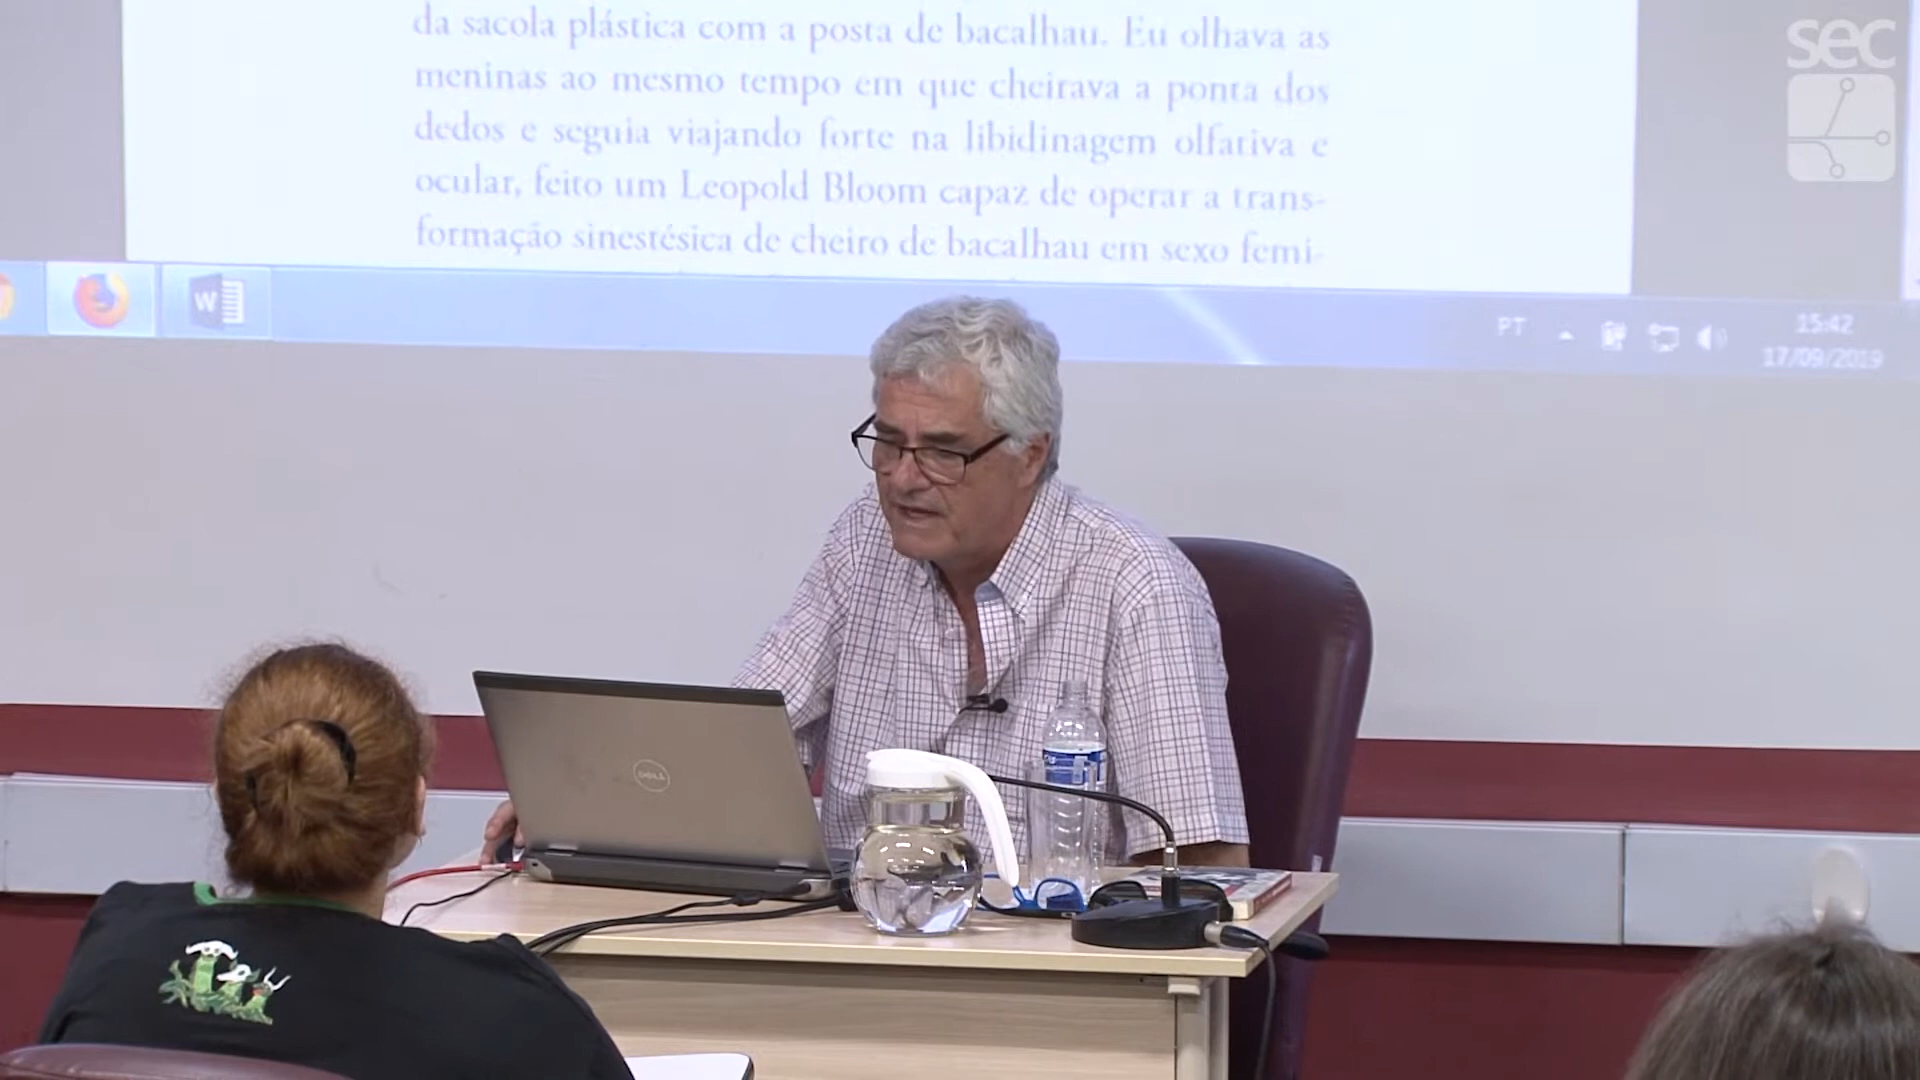 da sacola plástica com a posta de bacalhau. Eu olhava as
meninas ao mesmo tempo em que cheirava a ponta dos
dedos e seguia viajando forte na libidinagem olfativa e
ocular, feito um Leopold Bloom capaz de operar a trans-
formação sinestésica de cheiro de bacalhau em sexo femi-
sec
W
PT
15:42
17/09/2019
DELL